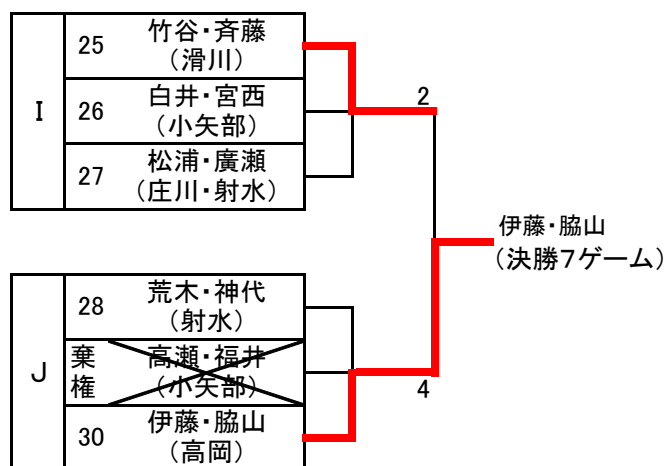 I
25
竹谷・斉藤
（滑川）
26
白井・宮西
（小矢部）
27
松浦・廣瀬
（庄川・射水）
2
伊藤・脇山
（決勝７ゲーム）
J
28
荒木・神代
（射水）
棄権
高瀬・福井
（小矢部）
30
伊藤・脇山
（高岡）
4